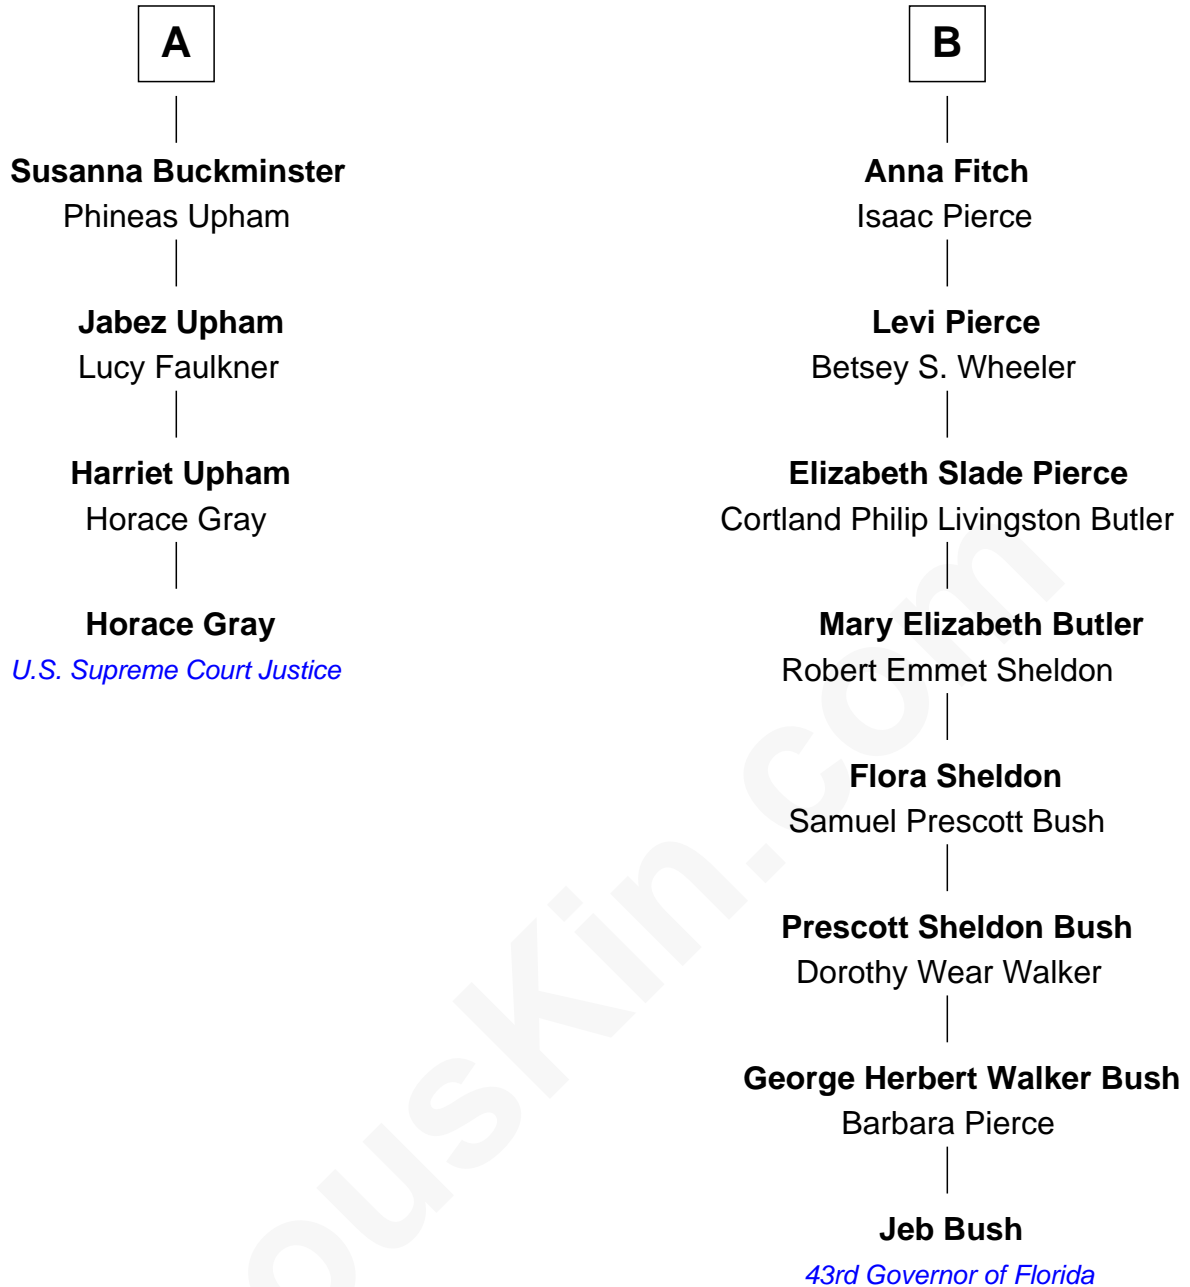 A
Susanna Buckminster
Phineas Upham
Jabez Upham
Lucy Faulkner
Harriet Upham
Horace Gray
Horace Gray
U.S. Supreme Court Justice
B
Anna Fitch
Isaac Pierce
Levi Pierce
Betsey S. Wheeler
Elizabeth Slade Pierce
Cortland Philip Livingston Butler
Mary Elizabeth Butler
Robert Emmet Sheldon
Flora Sheldon
Samuel Prescott Bush
Prescott Sheldon Bush
Dorothy Wear Walker
George Herbert Walker Bush
Barbara Pierce
Jeb Bush
43rd Governor of Florida
ousKin.com